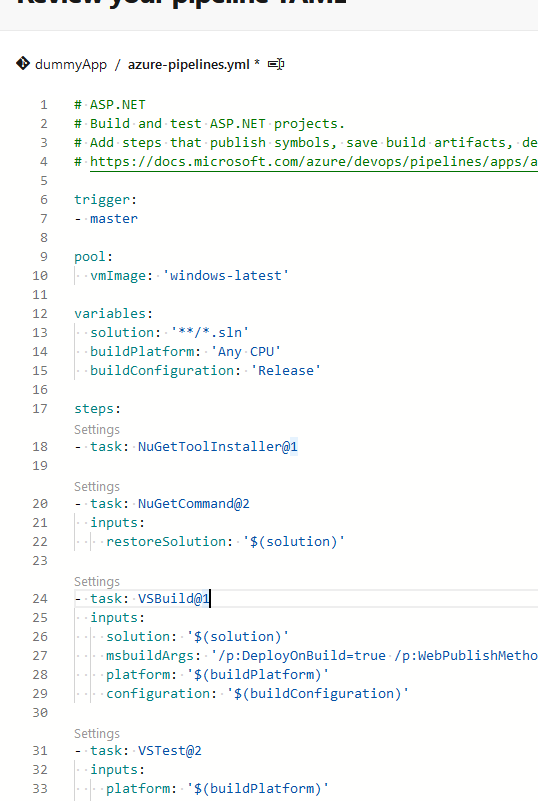 dummyApp / azure-pipelines.yml *
1 # ASP.NET
2 # Build and test ASP.NET projects.
3 # Add steps that publish symbols, save build artifacts, de
4 # https://docs.microsoft.com/azure/devops/pipelines/apps/a
5
6 trigger:
7 - master
8
9 pool:
10 vmImage: 'windows-latest'
11
12 variables:
13 solution: '**/*.sln'
14 buildPlatform: 'Any CPU'
15 buildConfiguration: 'Release'
16
17 steps:
Settings
18 - task: NuGetToolInstaller@1
19
Settings
20 - task: NuGetCommand@2
21 inputs:
22 restoreSolution: '$(solution)'
23
Settings
24 - task: VSBuild@1
25 inputs:
26 solution: '$(solution)'
27 msbuildArgs: '/p:DeployOnBuild=true /p:WebPublishMetho
28 platform: '$(buildPlatform)'
29 configuration: '$(buildConfiguration)'
30
Settings
31 - task: VSTest@2
32 inputs:
33 platform: '$(buildPlatform)'